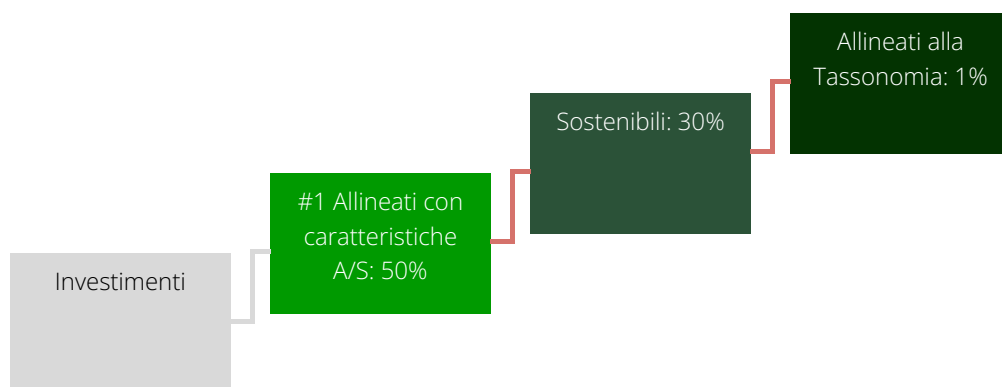 Allineati alla
Tassonomia: 1%
Sostenibili: 30%
#1 Allineati con
caratteristiche
A/S: 50%
Investimenti